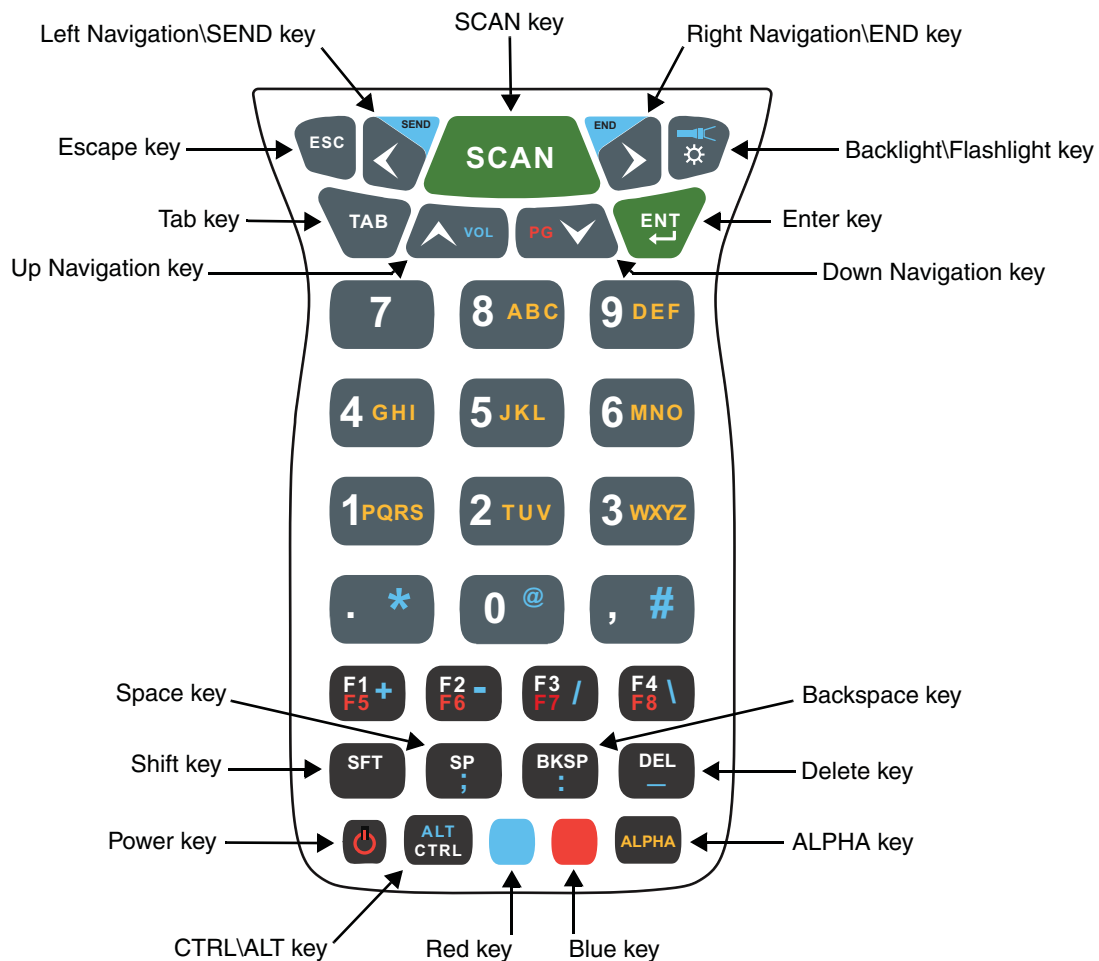 SCAN key
Left Navigation\SEND key
Right Navigation\END key
Escape key
ESC
SEND
SCAN
END
Backlight\Flashlight key
Tab key
TAB
VOL
PG
ENT
Enter key
Up Navigation key
Down Navigation key
7
8 ABC
9 DEF
4 GHI
5 JKL
6 MNO
1 PQRS
2 TUV
3 WXYZ
. *
0 @
, #
F1 +
F5
F2 -
F6
F3 /
F7
F4 \
F8
Space key
Backspace key
Shift key
SFT
SP
;
BKSP
:
DEL
_
Delete key
Power key
ALT
CTRL
ALPHA
ALPHA key
CTRL\ALT key
Red key
Blue key